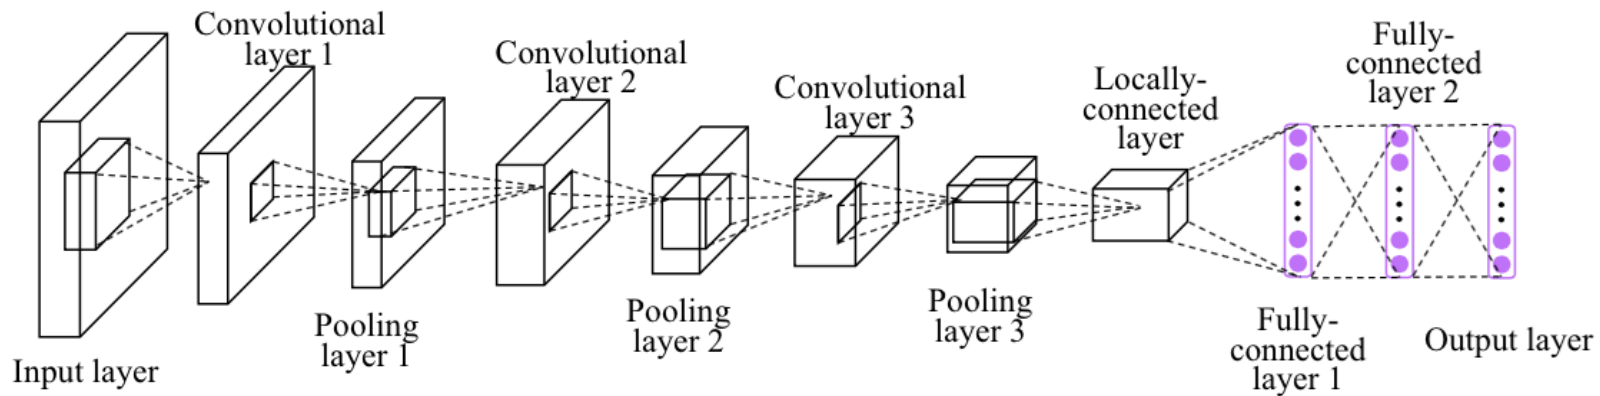 Convolutional
layer 1
Convolutional
layer 2
Convolutional
layer 3
Locally-
connected
layer
Fully-
connected
layer 2
Input layer
Pooling
layer 1
Pooling
layer 2
Pooling
layer 3
Fully-
connected
layer 1
Output layer